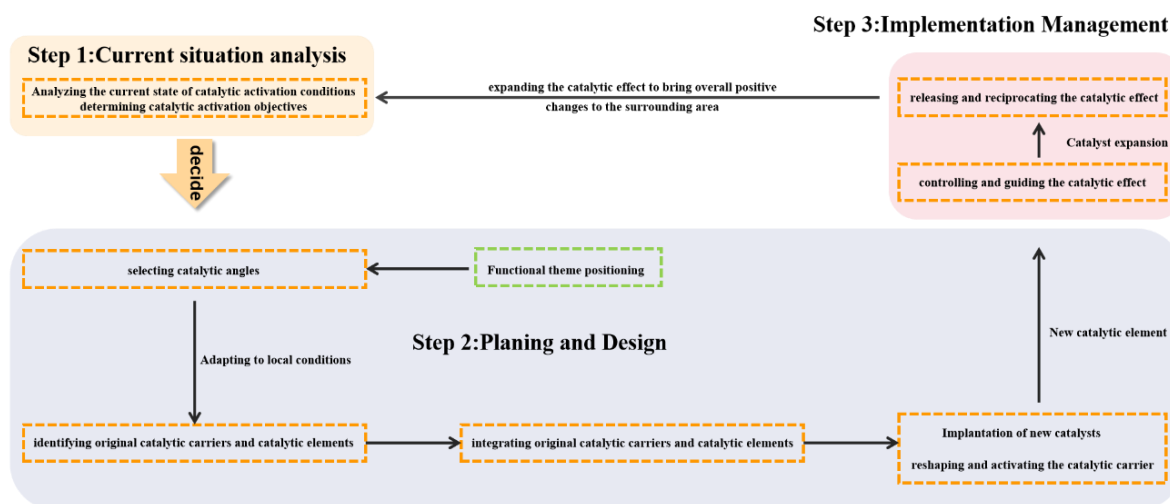 Step 3:Implementation Management
Step 1:Current situation analysis
Analyzing the current state of catalytic activation conditions
determining catalytic activation objectives
expanding the catalytic effect to bring overall positive
changes to the surrounding area
releasing and reciprocating the catalytic effect
Catalyst expansion
controlling and guiding the catalytic effect
decide
selecting catalytic angles
Functional theme positioning
New catalytic element
Step 2:Planing and Design
Adapting to local conditions
identifying original catalytic carriers and catalytic elements
integrating original catalytic carriers and catalytic elements
Implantation of new catalysts
reshaping and activating the catalytic carrier